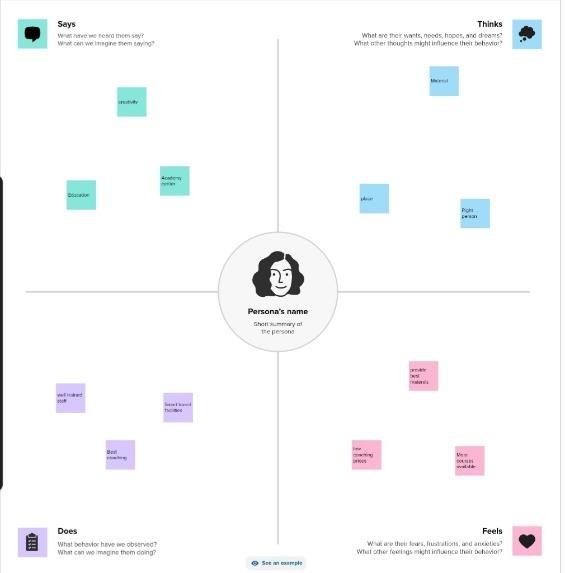 Says
What have we heard them say?
What can we imagine them saying?
creativity
Academy
center
Education
Thinks
What are their wants, needs, hopes, and dreams?
What other thoughts might influence their behavior?
Material
place
Right
person
Persona's name
Short summary of
the persona
well trained
staff
Smart board
facilities
Best
coaching
Does
What behavior have we observed?
What can we imagine them doing?
provide
best
materials
low
coaching
prices
More
courses
available
Feels
What are their fears, frustrations, and anxieties?
What other feelings might influence their behavior?
See an example